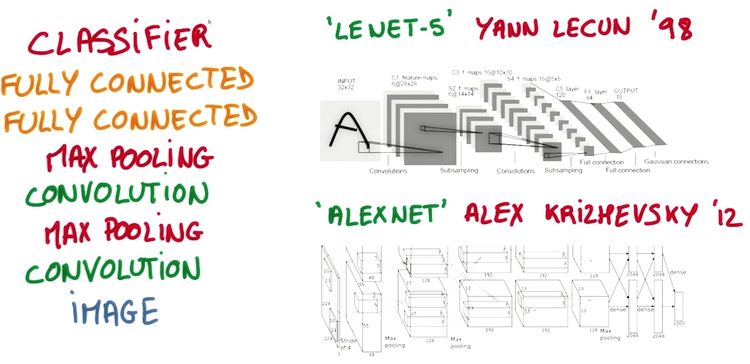 CLASSIFIER
FULLY CONNECTED
FULLY CONNECTED
MAX POOLING
CONVOLUTION
MAX POOLING
CONVOLUTION
IMAGE
'LENET-5' YANN LECUN '98
INPUT
32x32
C1: feature maps
6@28x28
S2: f. maps
6@14x14
C3: f. maps 16@10x10
S4: f. maps 16@5x5
C5: layer
120
F6: layer
84
OUTPUT
10
Convolutions
Subsampling
Convolutions
Subsampling
Full connection
Full connection
Gaussian connections
'ALEXNET' ALEX KRIZHEVSKY '12
224
Stride
of 4
55
48
128
192
192
128
Max
pooling
Max
pooling
Max
pooling
2048
2048
dense
dense
dense
1000